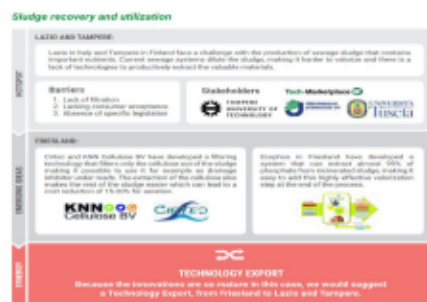 Sludge recovery and utilization
LAZIO AND TAMPERE:
Lazio in Italy and Tampere in Finland face a challenge with the production of sewage sludge that contains
important nutrients. Current sewage systems dilute the sludge, making it harder to valorize and there is a
lack of technologies to productively extract the valuable materials.
HOTSPOT
Barriers
1. Lack of filtration
2. Lacking consumer acceptance
3. Absence of specific legislation
Stakeholders
Tech-Marketplace
TAMPERE
UNIVERSITY OF
TECHNOLOGY
UNIVERSITÀ
Tuscia
FRIESLAND:
EMERGING IDEAS
and KNN Cellulose BV have developed a filtering
technology that filters only the cellulose out of the sludge
making it possible to use it for example as drainage
inhibitor under roads. The extraction of the cellulose also
makes the rest of the sludge easier which can lead to a
cost reduction of for aeration.
KNN
Cellulose BV
Ecophos in Friesland have developed a
system that can extract almost of
phosphate from incinerated sludge, making it
easy to add this highly effective valorization
step at the end of the process.
SYNERGY
TECHNOLOGY EXPORT
Because the innovations are so mature in this case, we would suggest
a Technology Export, from Friesland to Lazio and Tampere.